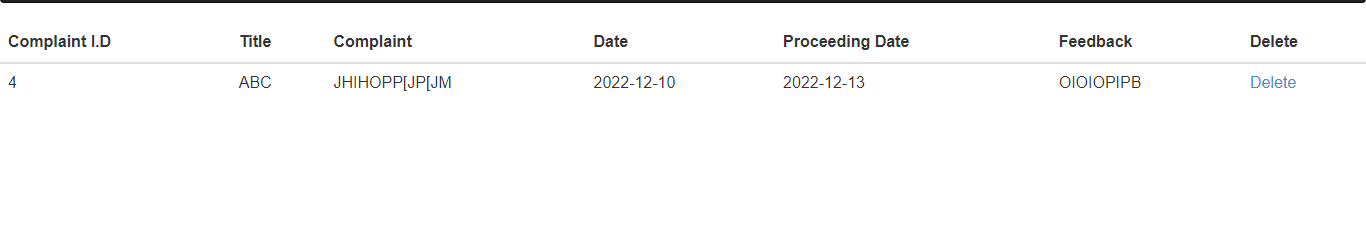 Complaint I.D Title Complaint Date Proceeding Date Feedback Delete
4 ABC JHIHOPP[JP[JM 2022-12-10 2022-12-13 OIOIOPIPB Delete